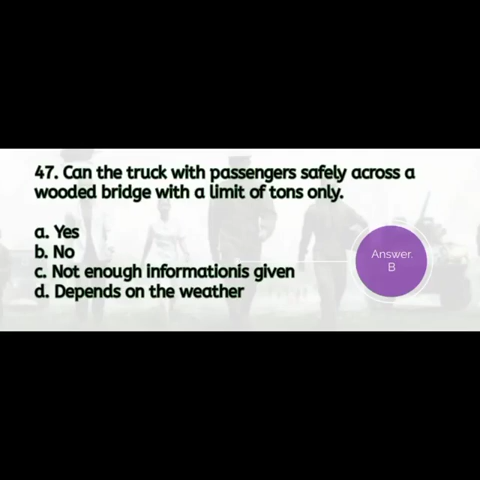 47. Can the truck with passengers safely across a
wooded bridge with a limit of tons only.
a. Yes
b. No
c. Not enough informationis given
d. Depends on the weather
Answer.
B